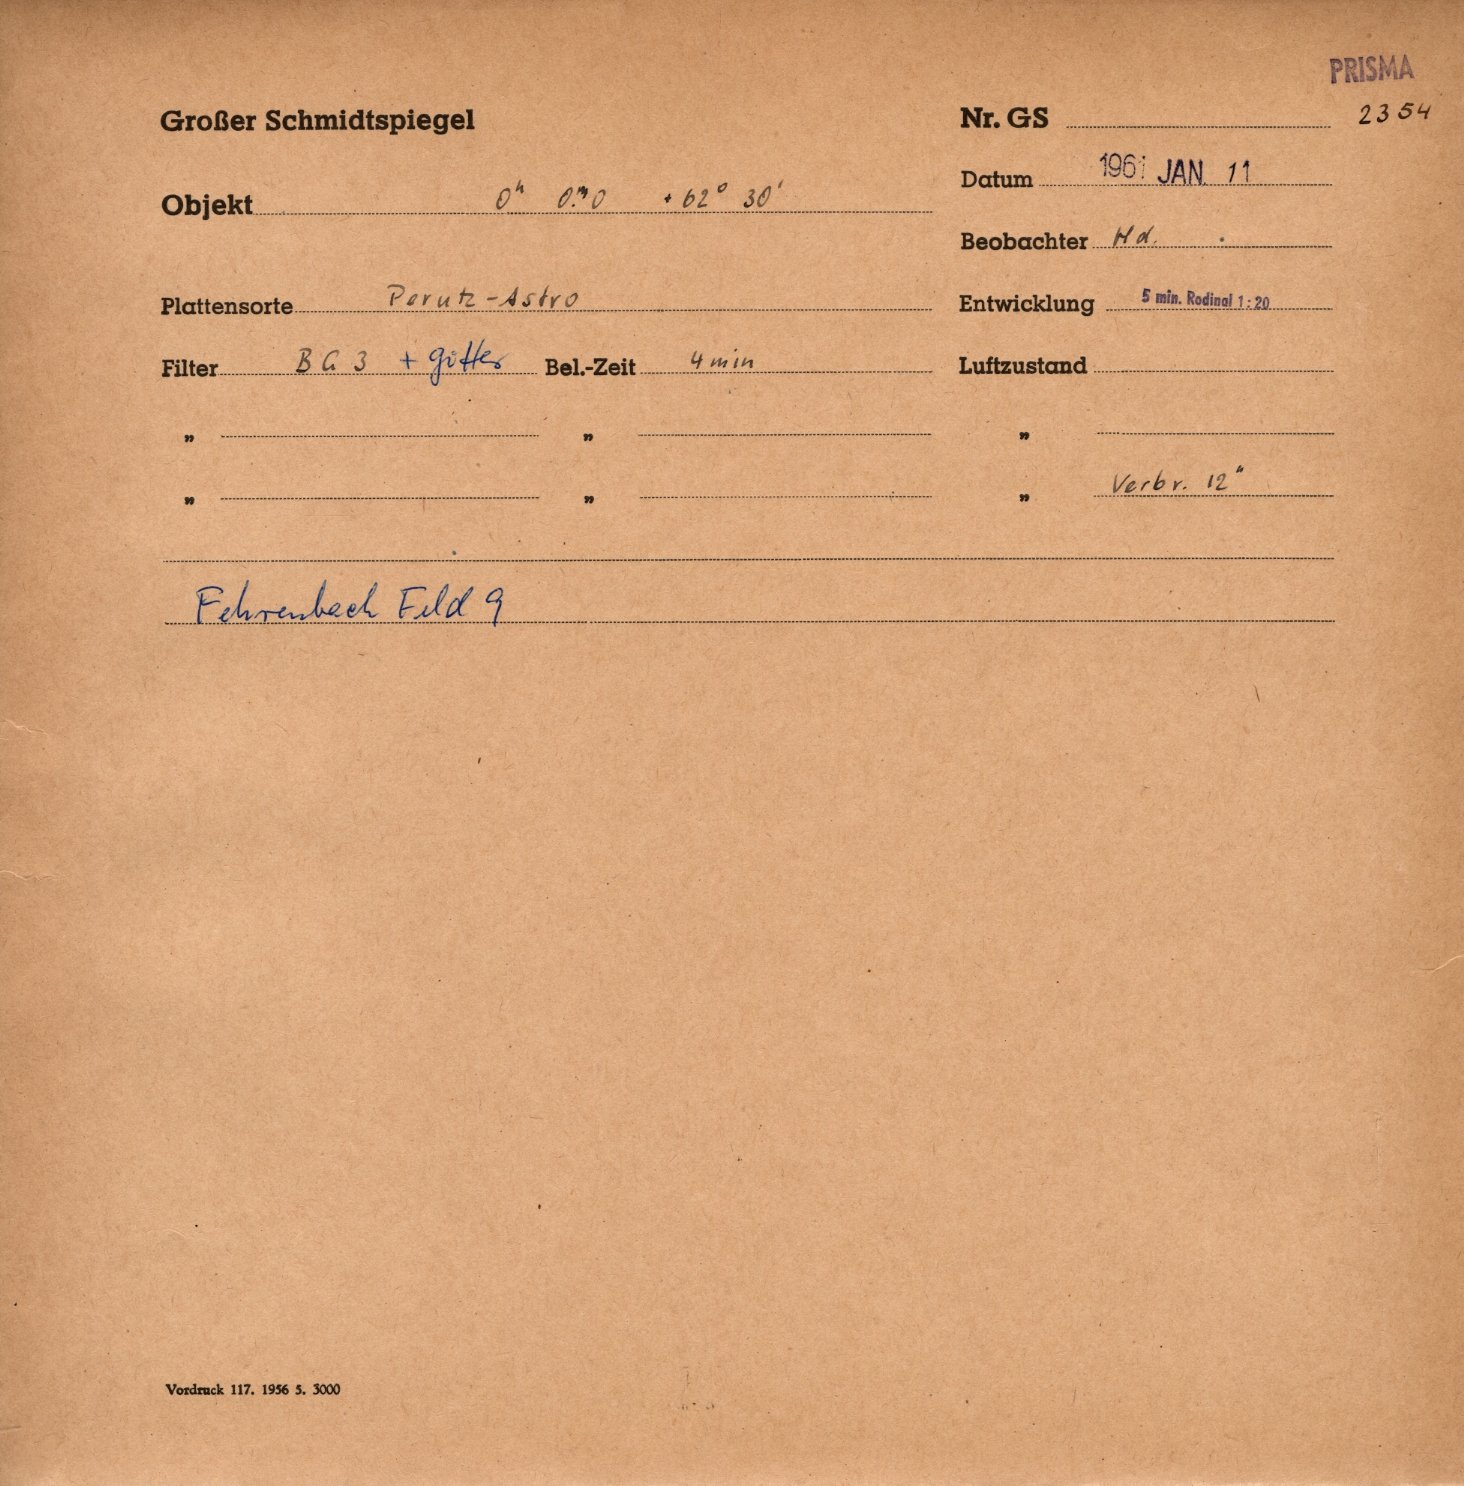 PRISMA
Großer Schmidtspiegel Nr. GS 2354
Datum 1961 JAN. 11
Objekt 0ʰ 0ᵐ.0 + 62° 30'
Beobachter Hd.
Plattensorte Perutz-Astro Entwicklung 5 min. Rodinal 1:20
Filter B G 3 + Gitter Bel.-Zeit 4 min Luftzustand
" " "
" " " Verbr. 12"
Fehrenbach Feld 9
Vordruck 117. 1956 5. 3000